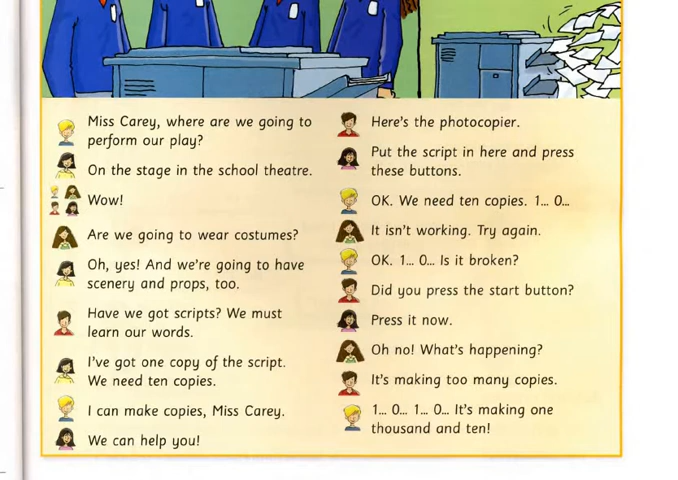 Miss Carey, where are we going to
perform our play?
On the stage in the school theatre.
Wow!
Are we going to wear costumes?
Oh, yes! And we're going to have
scenery and props, too.
Have we got scripts? We must
learn our words.
I've got one copy of the script.
We need ten copies.
I can make copies, Miss Carey.
We can help you!
Here's the photocopier.
Put the script in here and press
these buttons.
OK. We need ten copies. 1... 0...
It isn't working. Try again.
OK. 1... 0... Is it broken?
Did you press the start button?
Press it now.
Oh no! What's happening?
It's making too many copies.
1... 0... 1... 0... It's making one
thousand and ten!